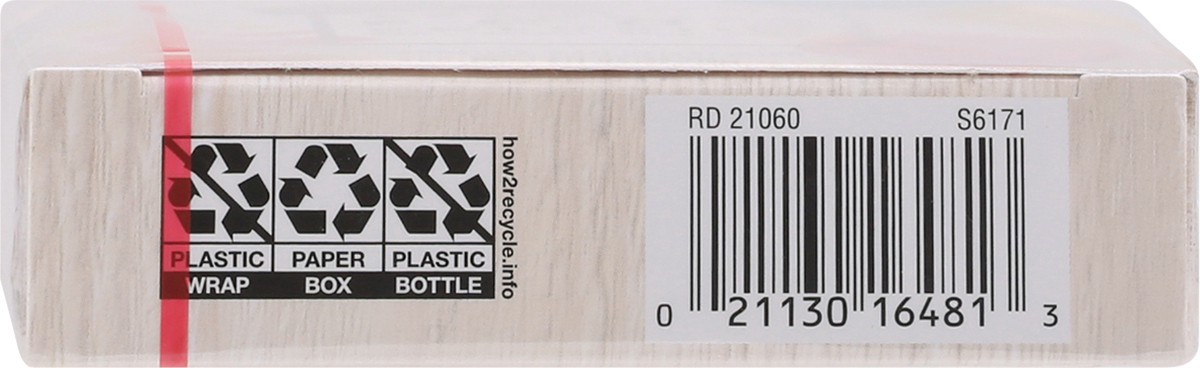 PLASTIC
WRAP
PAPER
BOX
PLASTIC
BOTTLE
how2recycle.info
RD 21060 S6171
0 21130 16481 3